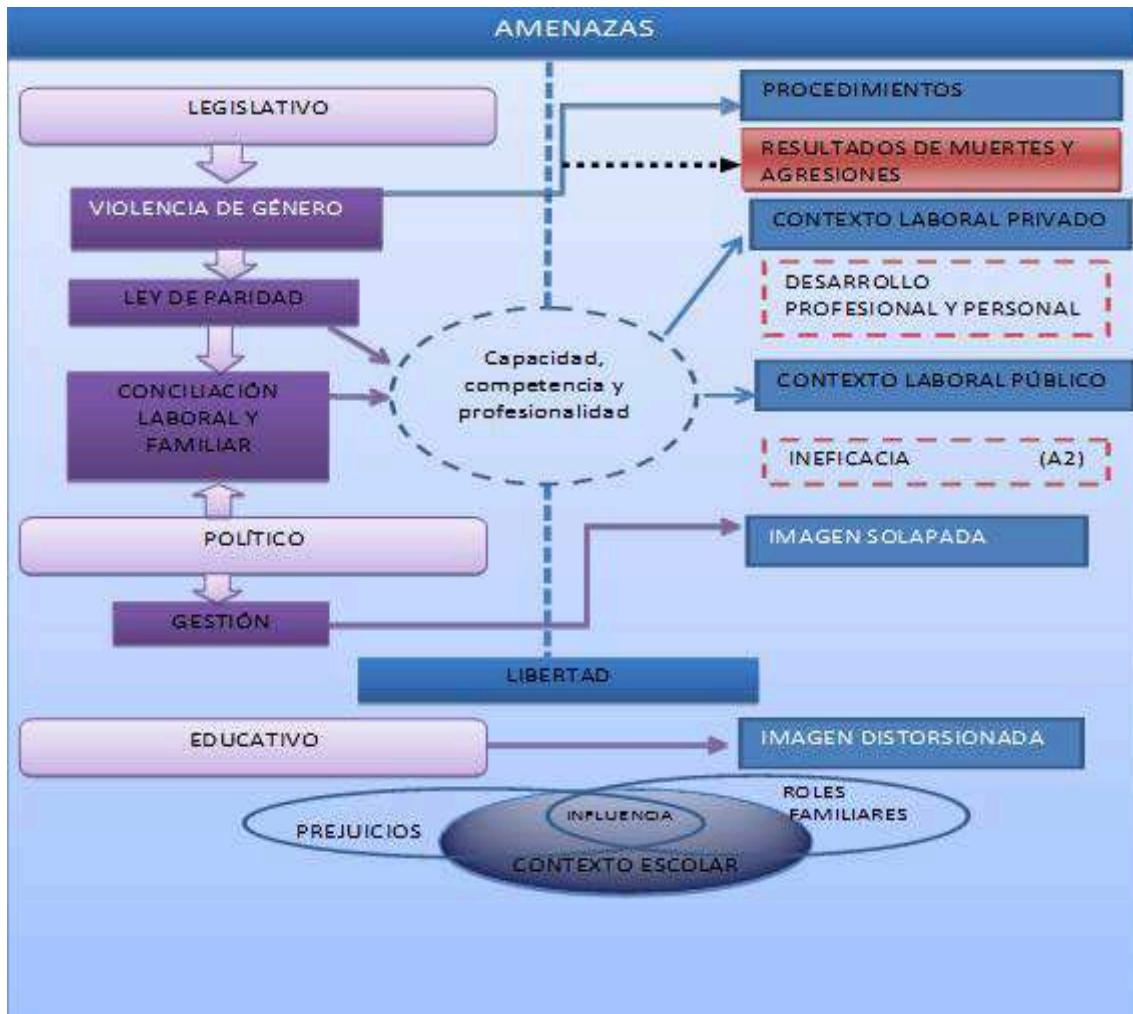 AMENAZAS
LEGISLATIVO
PROCEDIMIENTOS
RESULTADOS DE MUERTES Y
AGRESIONES
VIOLENCIA DE GÉNERO
CONTEXTO LABORAL PRIVADO
LEY DE PARIDAD
DESARROLLO
PROFESIONAL Y PERSONAL
Capacidad,
competencia y
profesionalidad
CONCILIACIÓN
LABORAL Y
FAMILIAR
CONTEXTO LABORAL PÚBLICO
INEFICACIA (A2)
POLÍTICO
IMAGEN SOLAPADA
GESTIÓN
LIBERTAD
EDUCATIVO
IMAGEN DISTORSIONADA
PREJUICIOS
INFLUENCIA
ROLES
FAMILIARES
CONTEXTO ESCOLAR